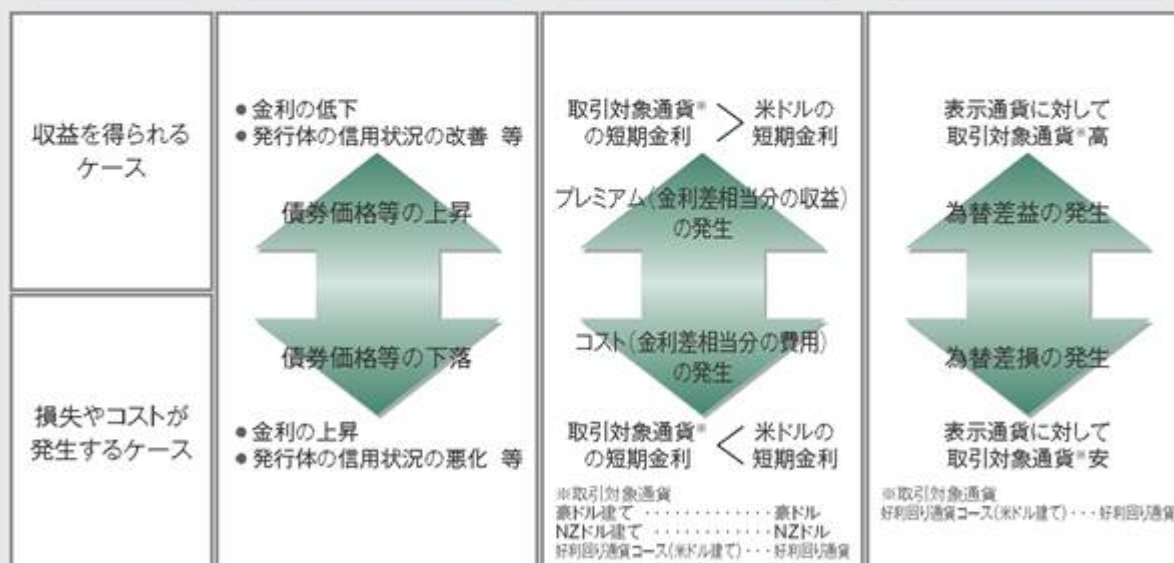 収益を得られる
ケース
● 金利の低下
● 発行体の信用状況の改善 等
債券価格等の上昇
債券価格等の下落
● 金利の上昇
● 発行体の信用状況の悪化 等
取引対象通貨※ > 米ドルの
の短期金利 短期金利
プレミアム(金利差相当分の収益)
の発生
コスト(金利差相当分の費用)
の発生
取引対象通貨※ < 米ドルの
の短期金利 短期金利
※取引対象通貨
豪ドル建て ・・・・・・・・・・・・・ 豪ドル
NZドル建て ・・・・・・・・・・・・ NZドル
好利回り通貨コース(米ドル建て)・・・好利回り通貨
表示通貨に対して
取引対象通貨※高
為替差益の発生
為替差損の発生
表示通貨に対して
取引対象通貨※安
※取引対象通貨
好利回り通貨コース(米ドル建て)・・・好利回り通貨
損失やコストが
発生するケース